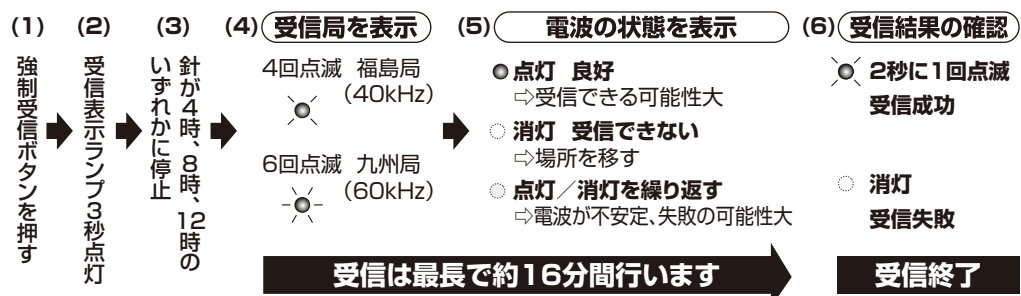 (1)
強制受信ボタンを押す
(2)
受信表示ランプ3秒点灯
(3)
針が4時、8時、12時の
いずれかに停止
(4) 受信局を表示
4回点滅 福島局
(40kHz)
6回点滅 九州局
(60kHz)
(5) 電波の状態を表示
点灯 良好
⇨受信できる可能性大
消灯 受信できない
⇨場所を移す
点灯／消灯を繰り返す
⇨電波が不安定、失敗の可能性大
受信は最長で約16分間行います
(6) 受信結果の確認
2秒に1回点滅
受信成功
消灯
受信失敗
受信終了